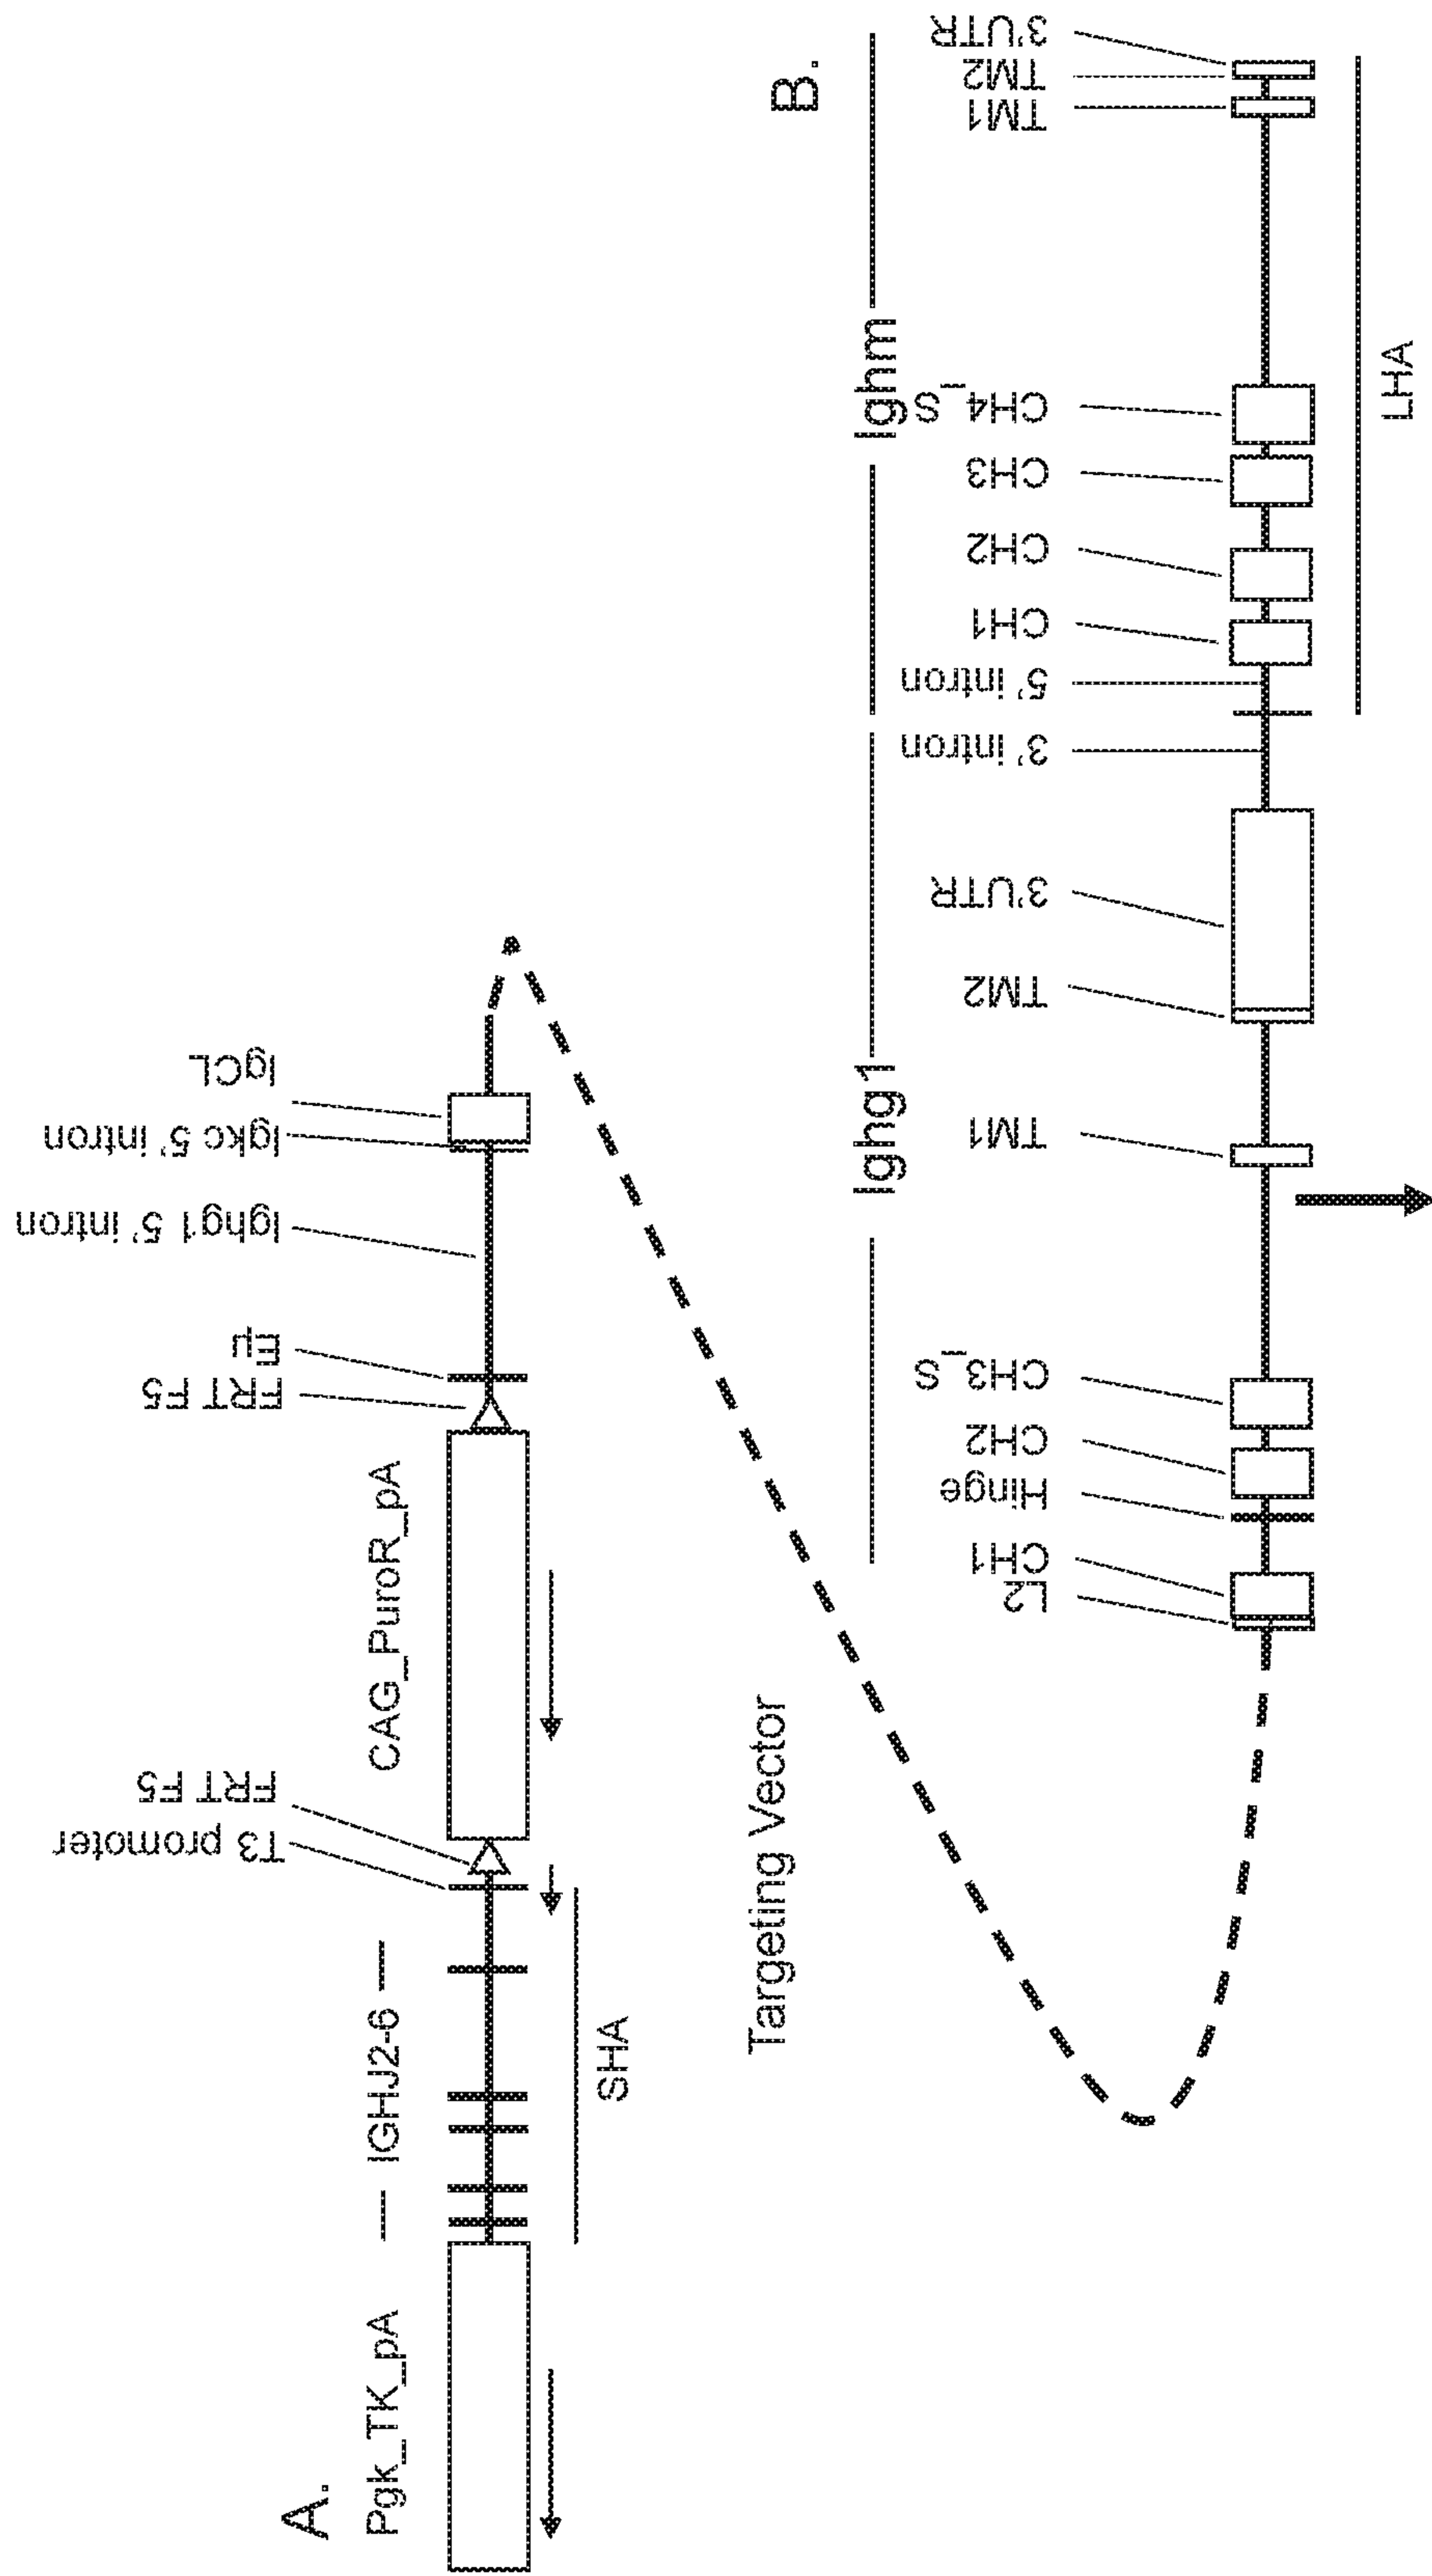 A.
Pgk_TK_pA
IGHJ2-6
T3 promoter
FRT F5
CAG_PuroR_pA
FRT F5
Eµ
Ighg1 5' intron
Igkc 5' intron
IgCL
SHA
Targeting Vector
B.
Ighg1
Ighm
L2
CH1
Hinge
CH2
CH3_S
TM1
TM2
3'UTR
3' intron
5' intron
CH1
CH2
CH3
CH4_S
TM1
TM2
3'UTR
LHA